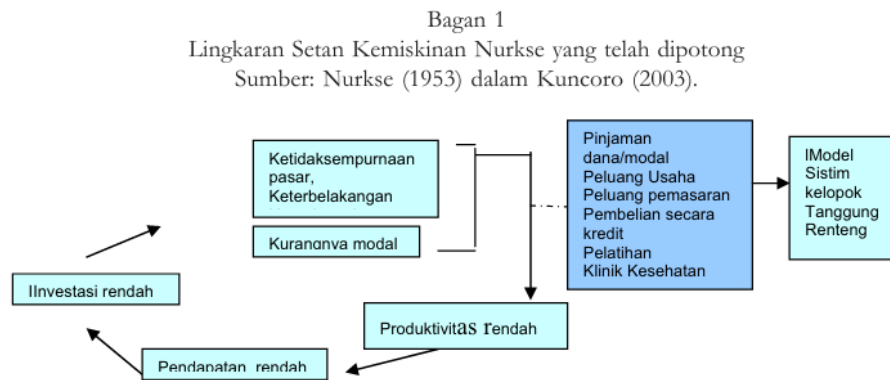 Bagan 1
Lingkaran Setan Kemiskinan Nurkse yang telah dipotong
Sumber: Nurkse (1953) dalam Kuncoro (2003).
Ketidaksempurnaan
pasar,
Keterbelakangan
Kurangnya modal
Pinjaman
dana/modal
Peluang Usaha
Peluang pemasaran
Pembelian secara
kredit
Pelatihan
Klinik Kesehatan
IModel
Sistim
kelopok
Tanggung
Renteng
IInvestasi rendah
Produktivitas rendah
Pendapatan rendah